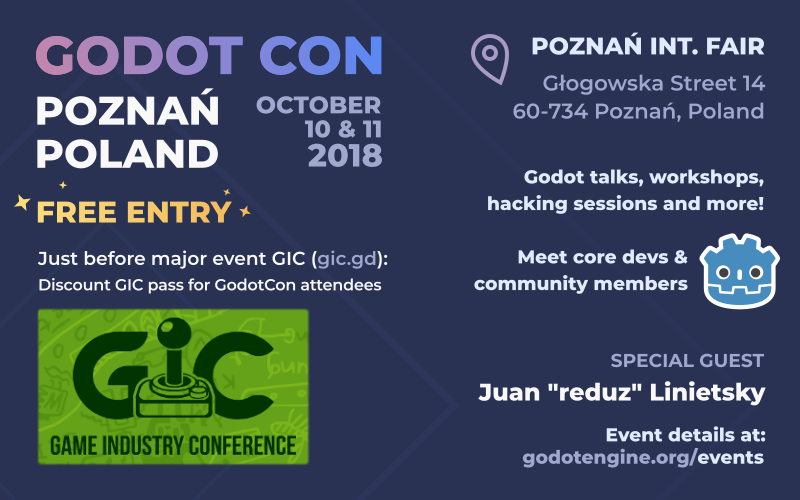 GODOT CON
POZNAŃ
POLAND
OCTOBER
10 & 11
2018
FREE ENTRY
Just before major event GIC (gic.gd):
Discount GIC pass for GodotCon attendees
GIC
GAME INDUSTRY CONFERENCE
POZNAŃ INT. FAIR
Głogowska Street 14
60-734 Poznań, Poland
Godot talks, workshops,
hacking sessions and more!
Meet core devs &
community members
SPECIAL GUEST
Juan "reduz" Linietsky
Event details at:
godotengine.org/events